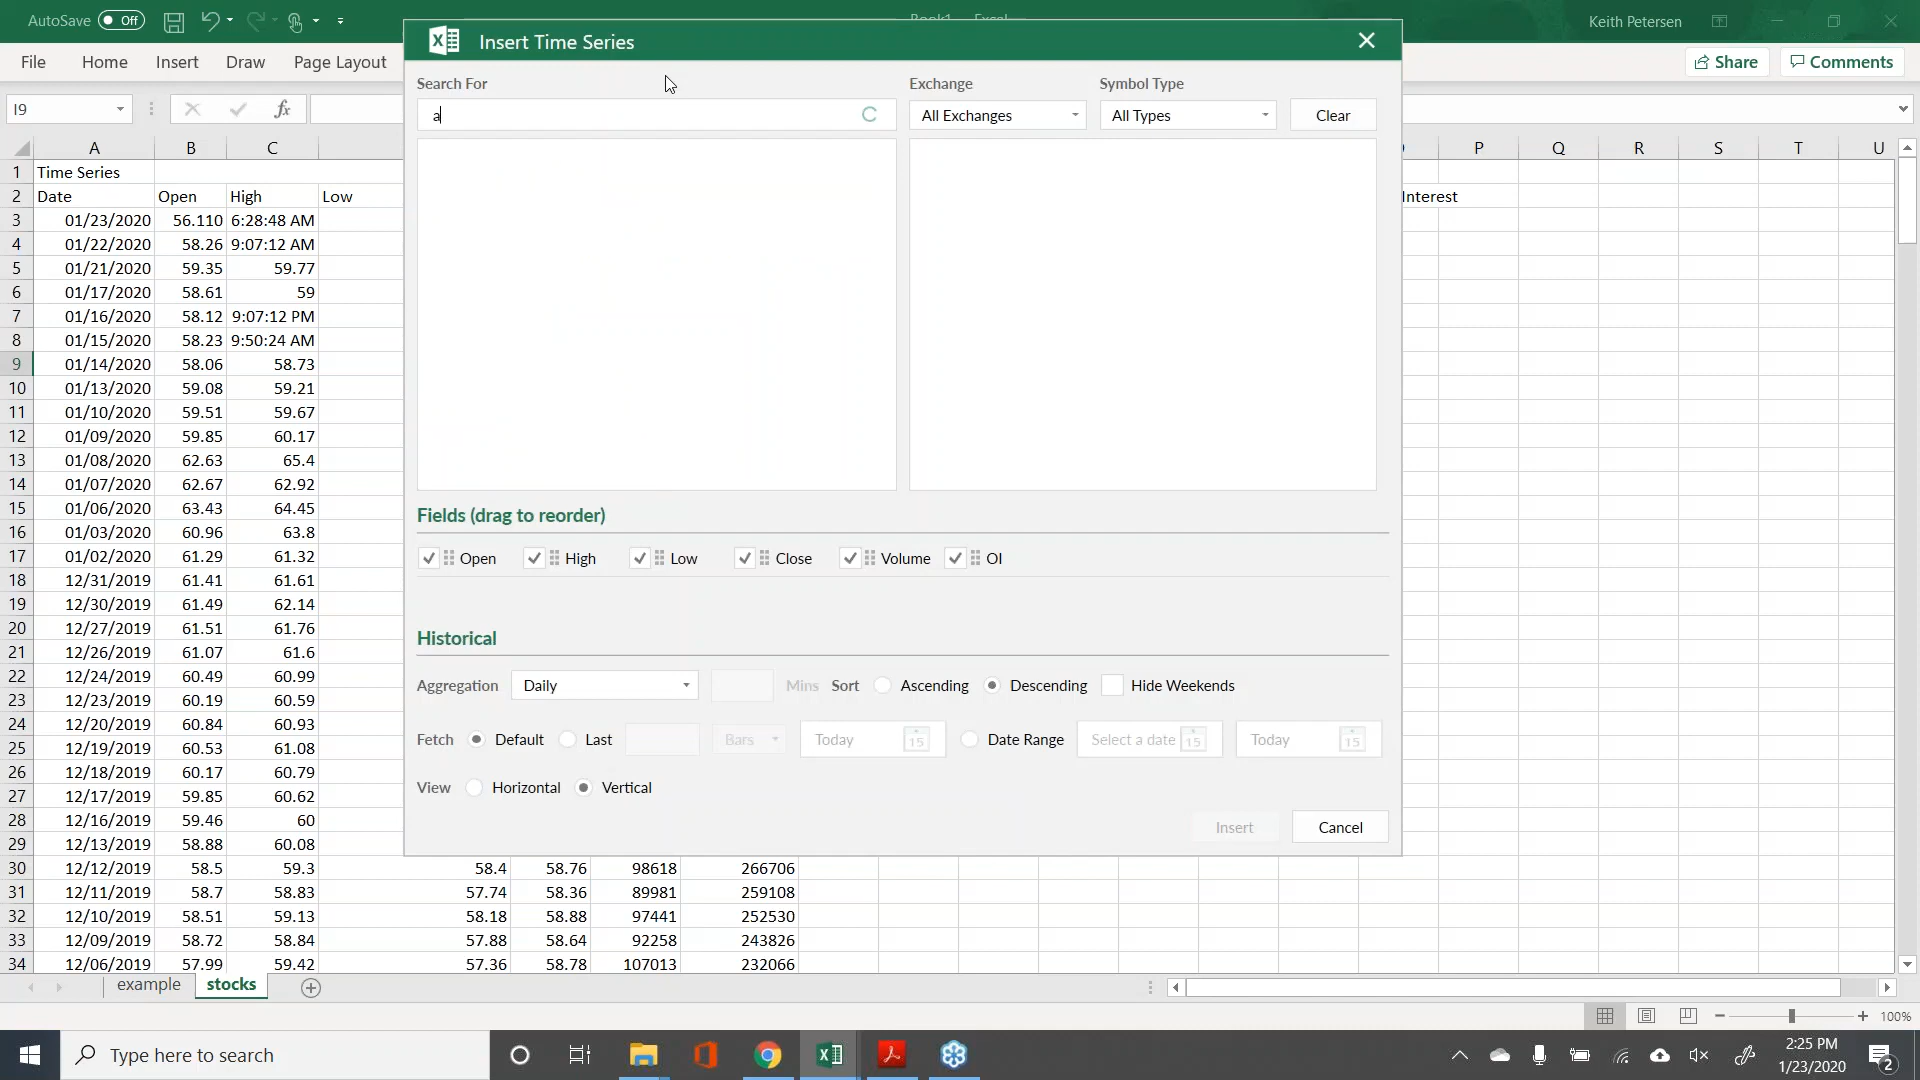 AutoSave Off Keith Petersen
Insert Time Series
File Home Insert Draw Page Layout Share Comments
Search For Exchange Symbol Type
I9 fx a All Exchanges All Types Clear
A B C P Q R S T U
1 Time Series
2 Date Open High Low Interest
3 01/23/2020 56.110 6:28:48 AM
4 01/22/2020 58.26 9:07:12 AM
5 01/21/2020 59.35 59.77
6 01/17/2020 58.61 59
7 01/16/2020 58.12 9:07:12 PM
8 01/15/2020 58.23 9:50:24 AM
9 01/14/2020 58.06 58.73
10 01/13/2020 59.08 59.21
11 01/10/2020 59.51 59.67
12 01/09/2020 59.85 60.17
13 01/08/2020 62.63 65.4
14 01/07/2020 62.67 62.92
15 01/06/2020 63.43 64.45
Fields (drag to reorder)
16 01/03/2020 60.96 63.8
17 01/02/2020 61.29 61.32
Open High Low Close Volume OI
18 12/31/2019 61.41 61.61
19 12/30/2019 61.49 62.14
20 12/27/2019 61.51 61.76
Historical
21 12/26/2019 61.07 61.6
22 12/24/2019 60.49 60.99
Aggregation Daily Mins Sort Ascending Descending Hide Weekends
23 12/23/2019 60.19 60.59
24 12/20/2019 60.84 60.93
Fetch Default Last Bars Today 15 Date Range Select a date 15 Today 15
25 12/19/2019 60.53 61.08
26 12/18/2019 60.17 60.79
View Horizontal Vertical
27 12/17/2019 59.85 60.62
28 12/16/2019 59.46 60
Insert Cancel
29 12/13/2019 58.88 60.08
30 12/12/2019 58.5 59.3 58.4 58.76 98618 266706
31 12/11/2019 58.7 58.83 57.74 58.36 89981 259108
32 12/10/2019 58.51 59.13 58.18 58.88 97441 252530
33 12/09/2019 58.72 58.84 57.88 58.64 92258 243826
34 12/06/2019 57.99 59.42 57.36 58.78 107013 232066
example stocks
100%
Type here to search
2:25 PM
1/23/2020
2